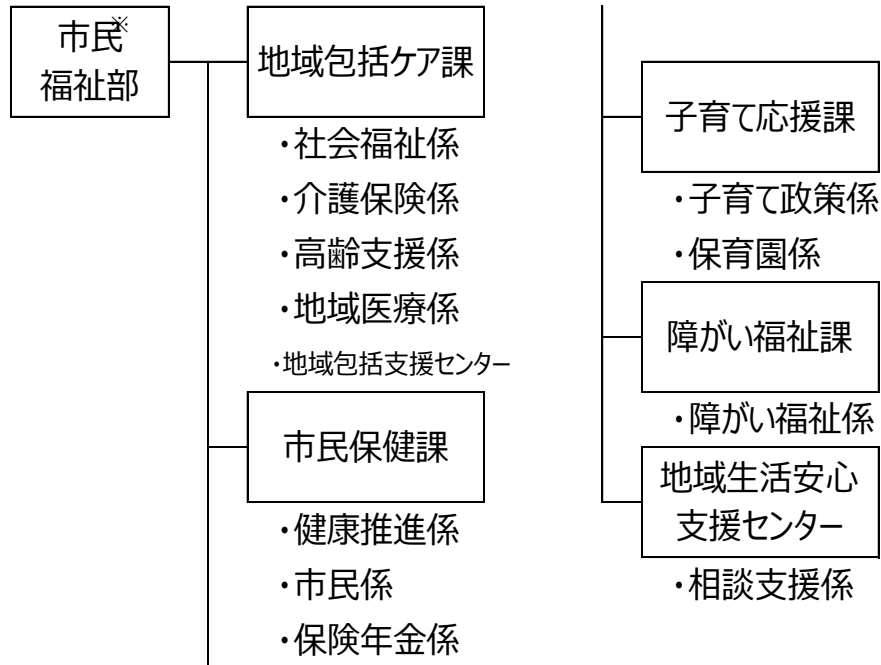 市民※
福祉部
地域包括ケア課
・社会福祉係
・介護保険係
・高齢支援係
・地域医療係
・地域包括支援センター
市民保健課
・健康推進係
・市民係
・保険年金係
子育て応援課
・子育て政策係
・保育園係
障がい福祉課
・障がい福祉係
地域生活安心
支援センター
・相談支援係